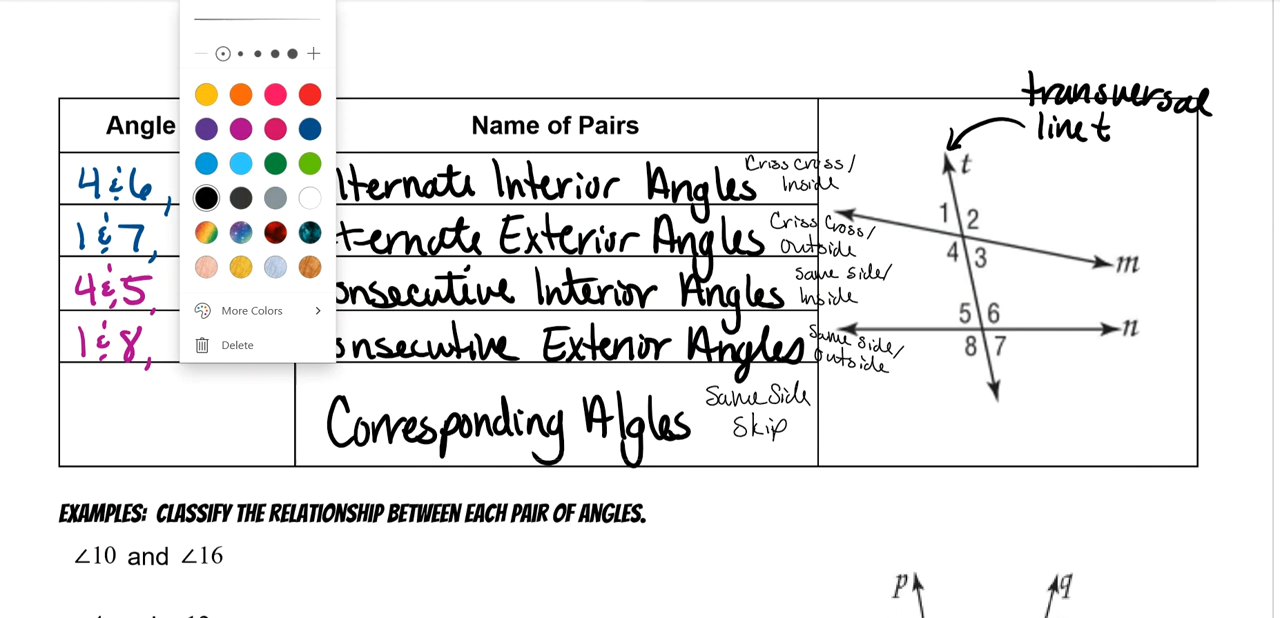 transversal
line t
Angle
Name of Pairs
4 & 6,
lternate Interior Angles
Criss cross/
Inside
1 & 7,
ternate Exterior Angles
Criss Cross/
outside
4 & 5,
onsecutive Interior Angles
Same side/
Inside
1 & 8,
onsecutive Exterior Angles
Same side/
outside
Corresponding Algles
Same Side
Skip
t
1 2
4 3
m
5 6
n
8 7
More Colors
Delete
EXAMPLES: CLASSIFY THE RELATIONSHIP BETWEEN EACH PAIR OF ANGLES.
∠10 and ∠16
p
q